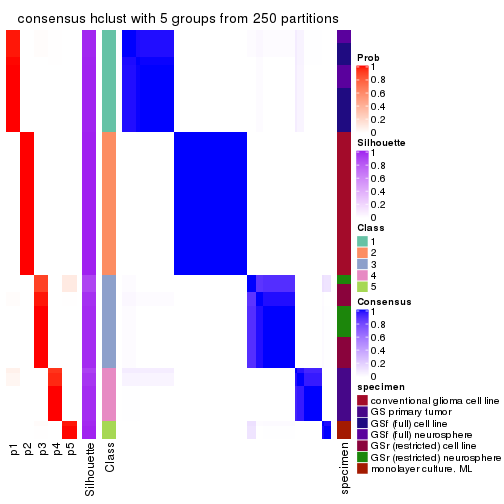 consensus hclust with 5 groups from 250 partitions
Prob
1
0.8
0.6
0.4
0.2
0
Silhouette
1
0.8
0.6
0.4
0.2
0
Class
1
2
3
4
5
Consensus
1
0.8
0.6
0.4
0.2
0
specimen
conventional glioma cell line
GS primary tumor
GSf (full) cell line
GSf (full) neurosphere
GSr (restricted) cell line
GSr (restricted) neurosphere
monolayer culture. ML
p1
p2
p3
p4
p5
Silhouette
Class
specimen